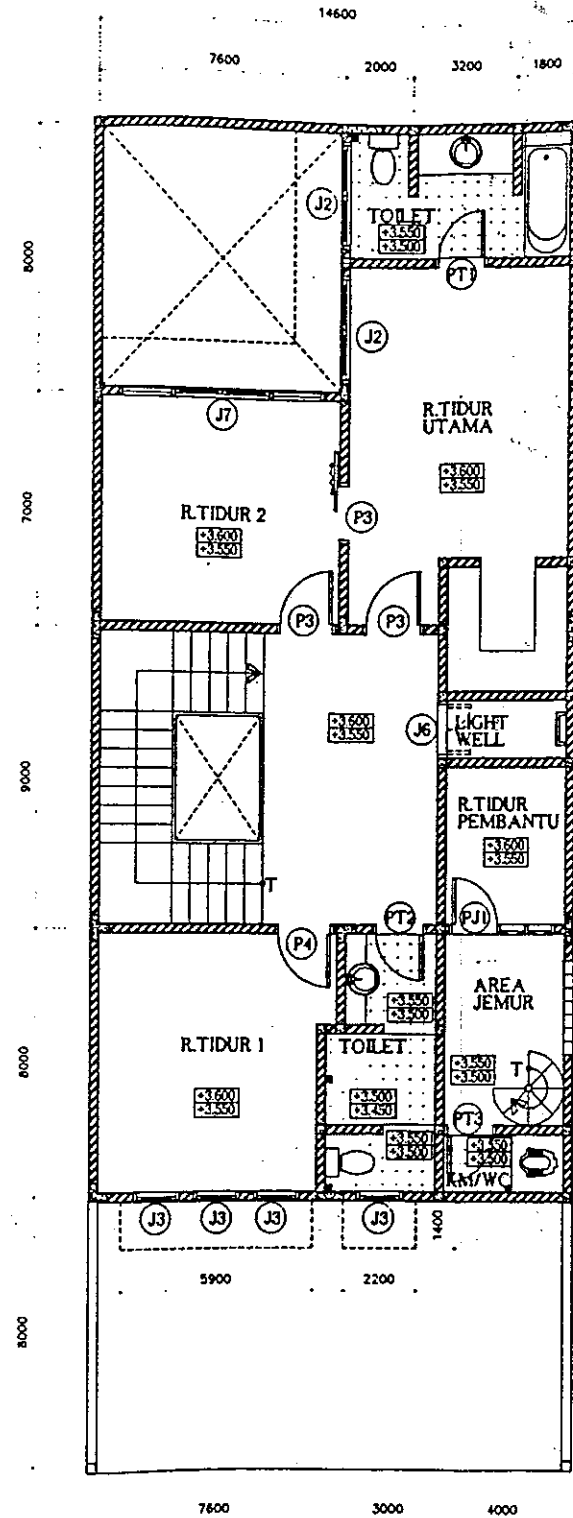 14600
7600
2000
3200
1800
8000
J2
TOILET
+3.550
+3.500
PT1
J2
J7
R.TIDUR
UTAMA
+3.600
+3.550
7000
R.TIDUR 2
+3.600
+3.550
P3
P3
P3
9000
+3.600
+3.550
J6
LIGHT
WELL
R.TIDUR
PEMBANTU
+3.600
+3.550
T
P4
PT2
PJ1
+3.550
+3.500
AREA
JEMUR
8000
R.TIDUR 1
TOILET
+3.550
+3.500
T
+3.600
+3.550
+3.500
+3.450
PT3
+3.550
+3.500
+3.500
KM/WC
J3
J3
J3
J3
1400
5900
2200
8000
7600
3000
4000